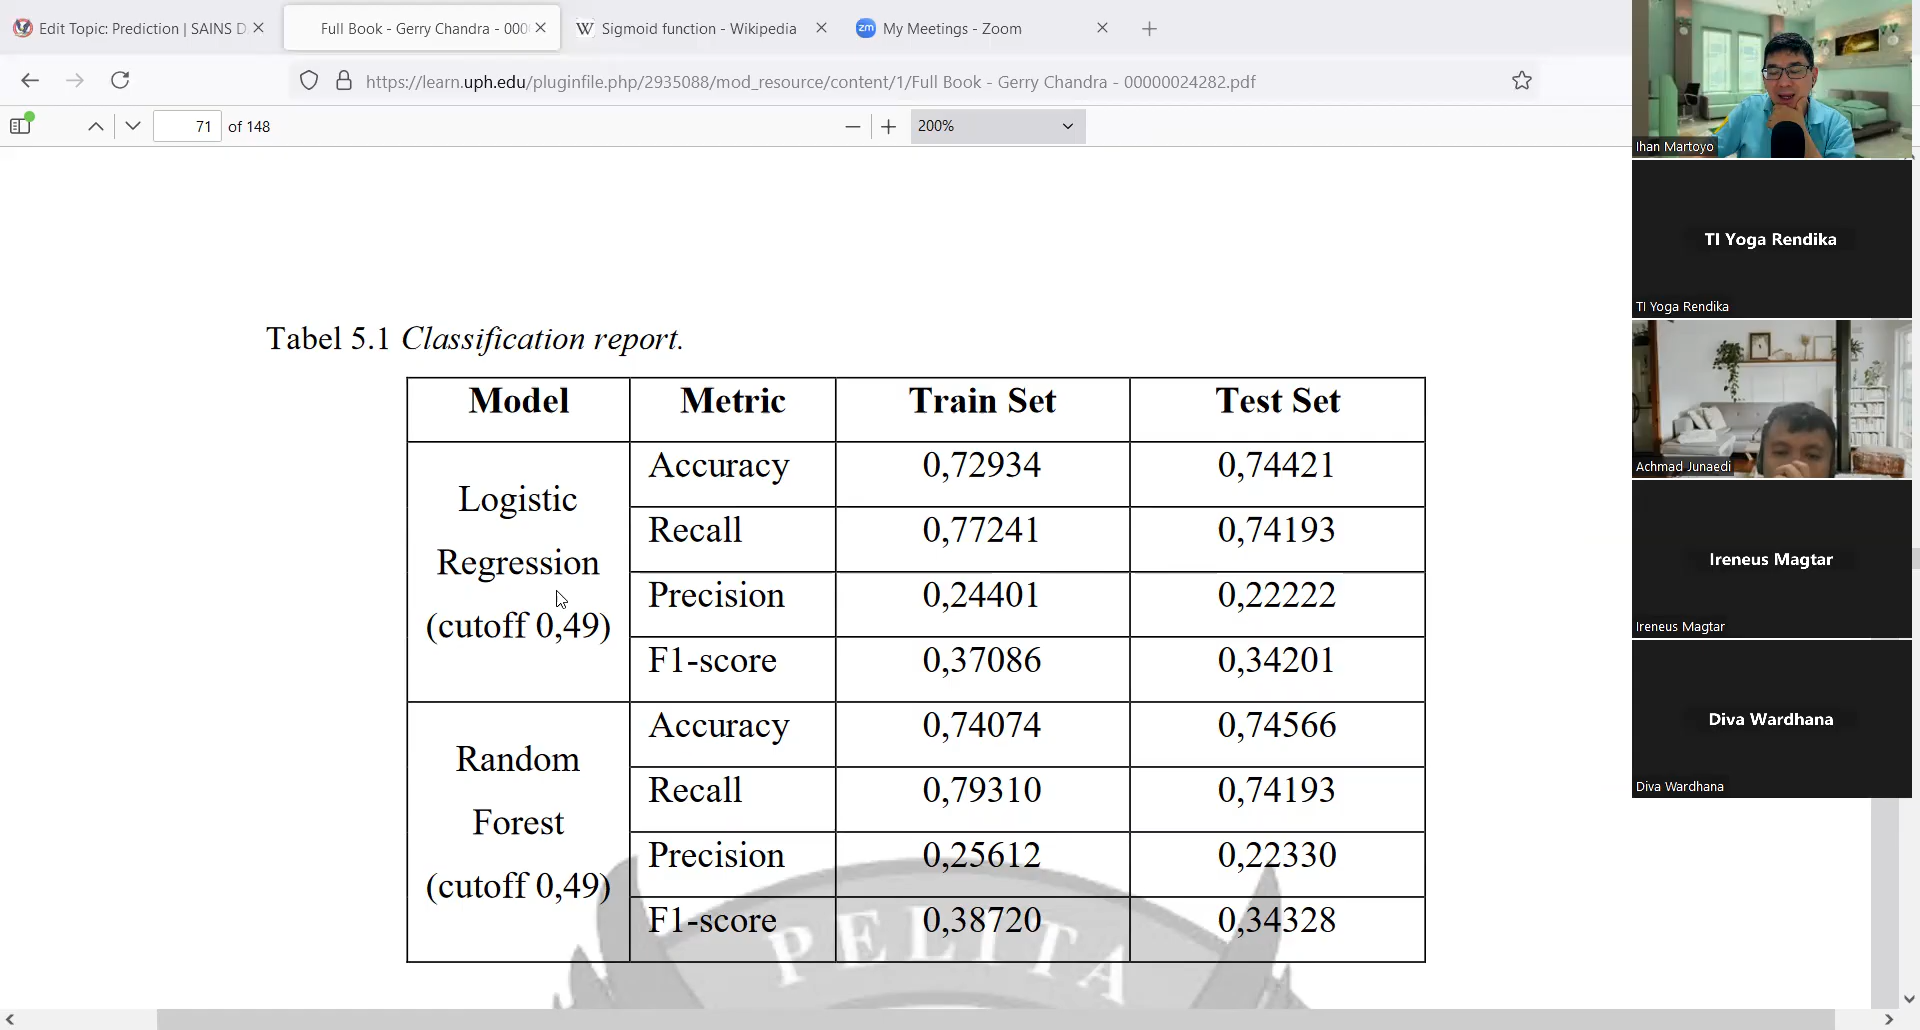 Edit Topic: Prediction | SAINS D
Full Book - Gerry Chandra - 000
Sigmoid function - Wikipedia
zm My Meetings - Zoom
https://learn.uph.edu/pluginfile.php/2935088/mod_resource/content/1/Full Book - Gerry Chandra - 00000024282.pdf
71 of 148
200%
Tabel 5.1 Classification report.
Model Metric Train Set Test Set
Logistic Regression (cutoff 0,49)
Accuracy 0,72934 0,74421
Recall 0,77241 0,74193
Precision 0,24401 0,22222
F1-score 0,37086 0,34201
Random Forest (cutoff 0,49)
Accuracy 0,74074 0,74566
Recall 0,79310 0,74193
Precision 0,25612 0,22330
F1-score 0,38720 0,34328
PELITA
Ihan Martoyo
TI Yoga Rendika
TI Yoga Rendika
Achmad Junaedi
Ireneus Magtar
Ireneus Magtar
Diva Wardhana
Diva Wardhana